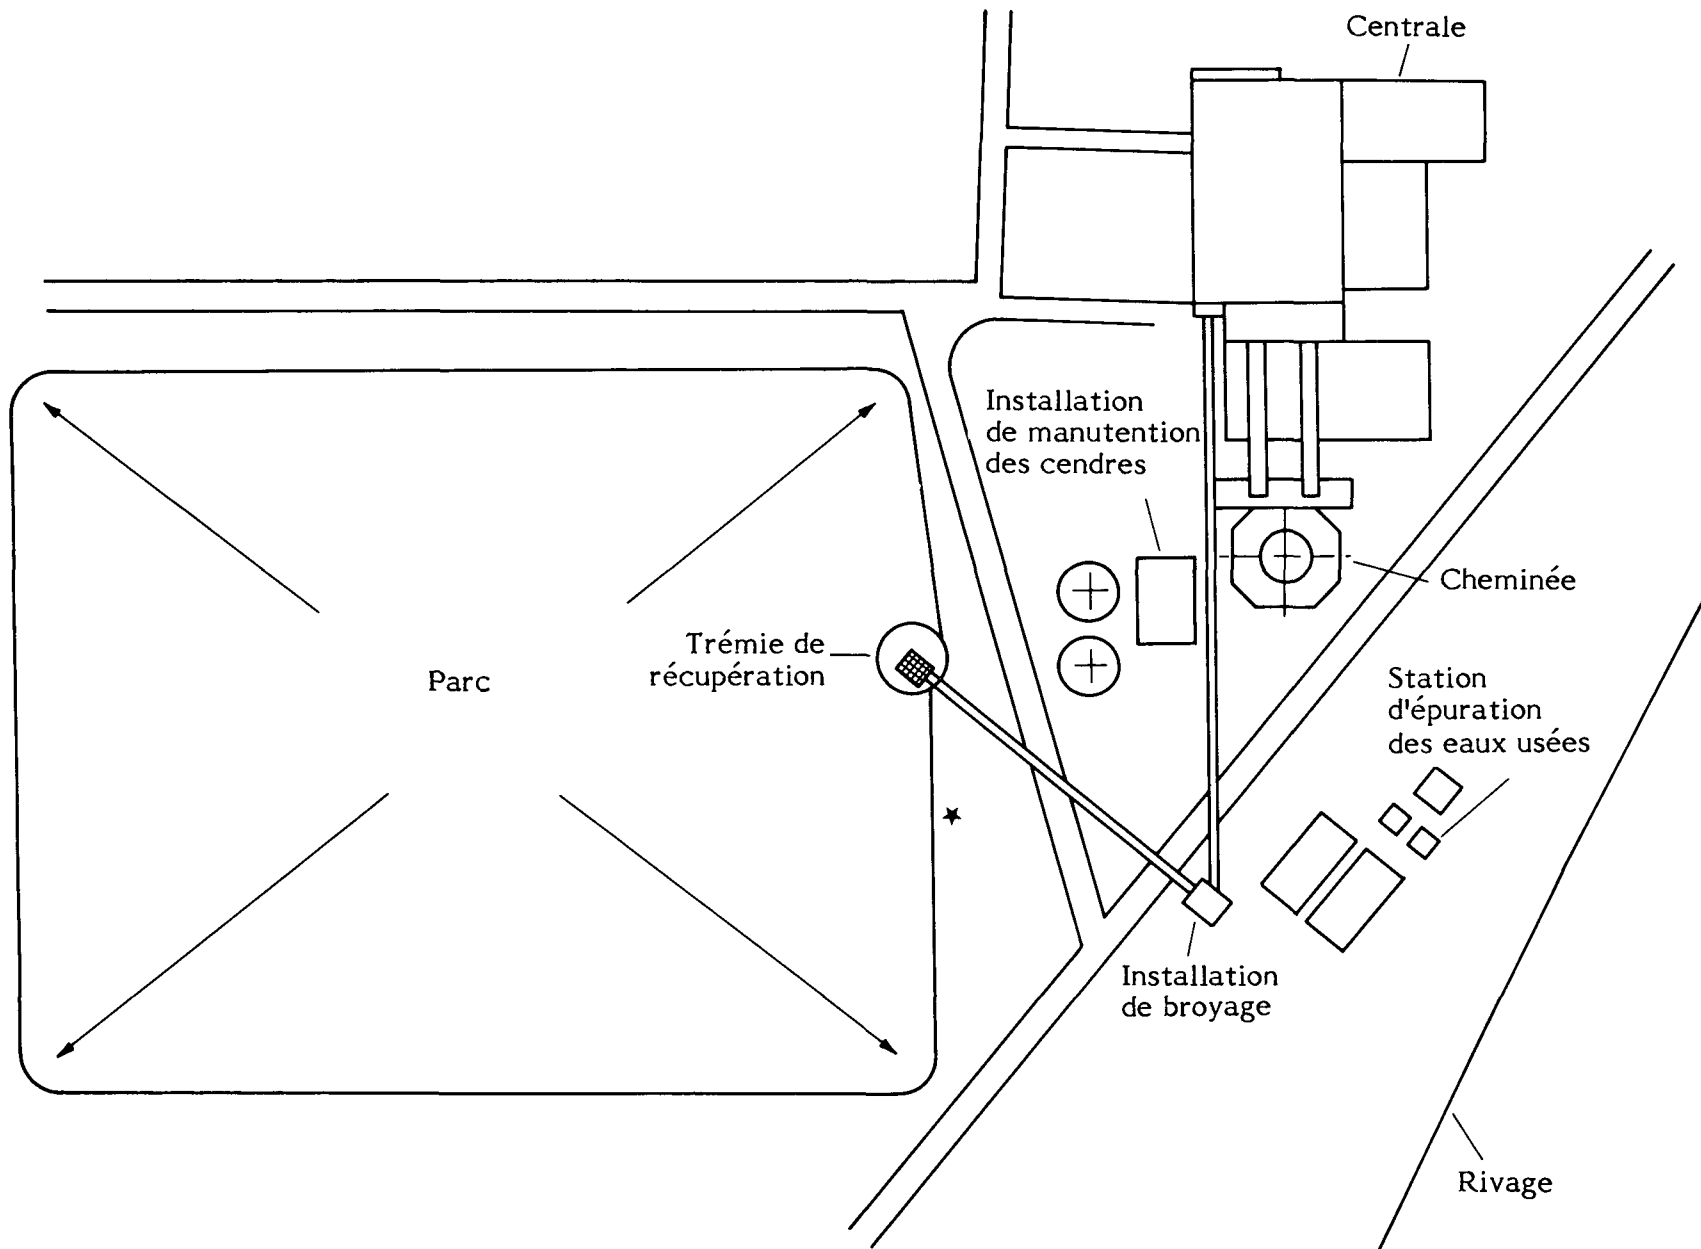 Centrale
Installation
de manutention
des cendres
Cheminée
Trémie de
récupération
Parc
Station
d'épuration
des eaux usées
Installation
de broyage
Rivage